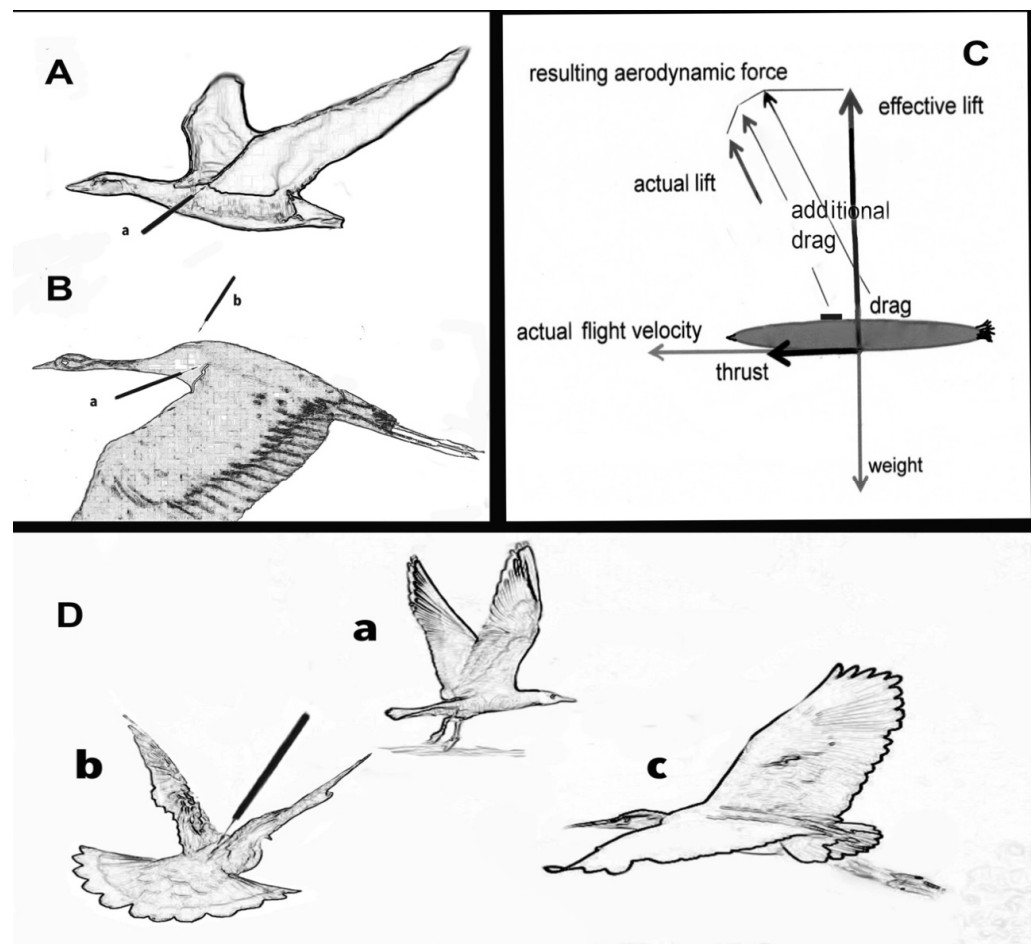 A
a
B
b
a
C
resulting aerodynamic force
effective lift
actual lift
additional
drag
drag
actual flight velocity
thrust
weight
D
a
b
c